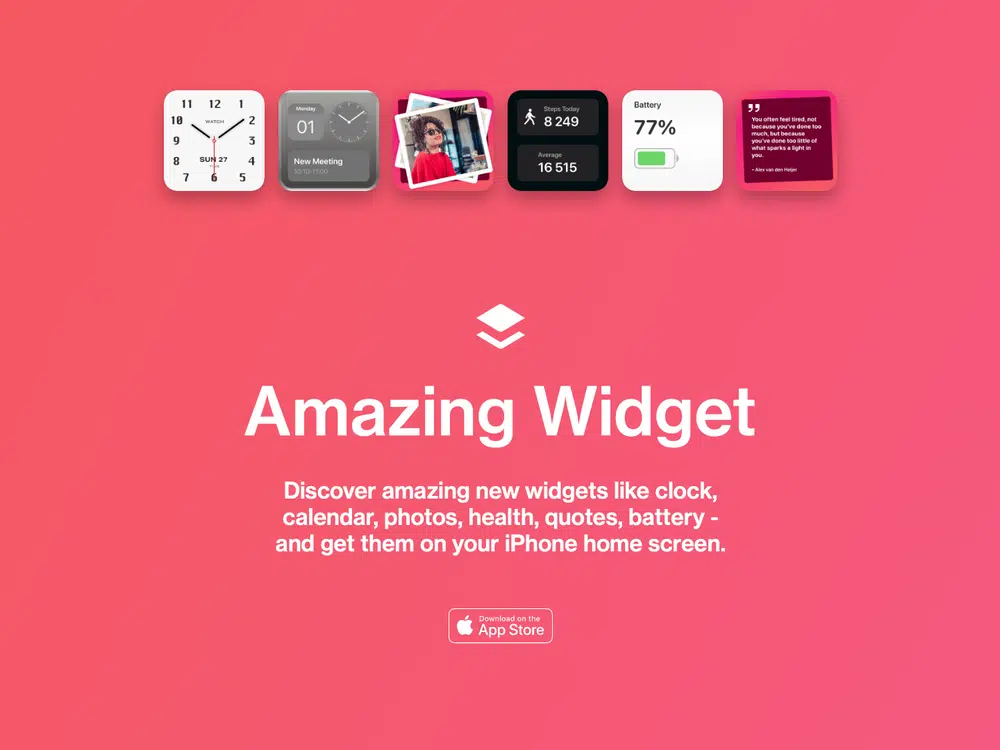 11 12 1
10 2
WATCH
9 3
SUN 27
8 4
7 6 5
Monday
01
New Meeting
10:10-11:00
Steps Today
8 249
Average
16 515
Battery
77%
”
You often feel tired, not
because you've done too
much, but because
you've done too little of
what sparks a light in
you.
- Alex van den Heijer
Amazing Widget
Discover amazing new widgets like clock,
calendar, photos, health, quotes, battery -
and get them on your iPhone home screen.
Download on the
App Store